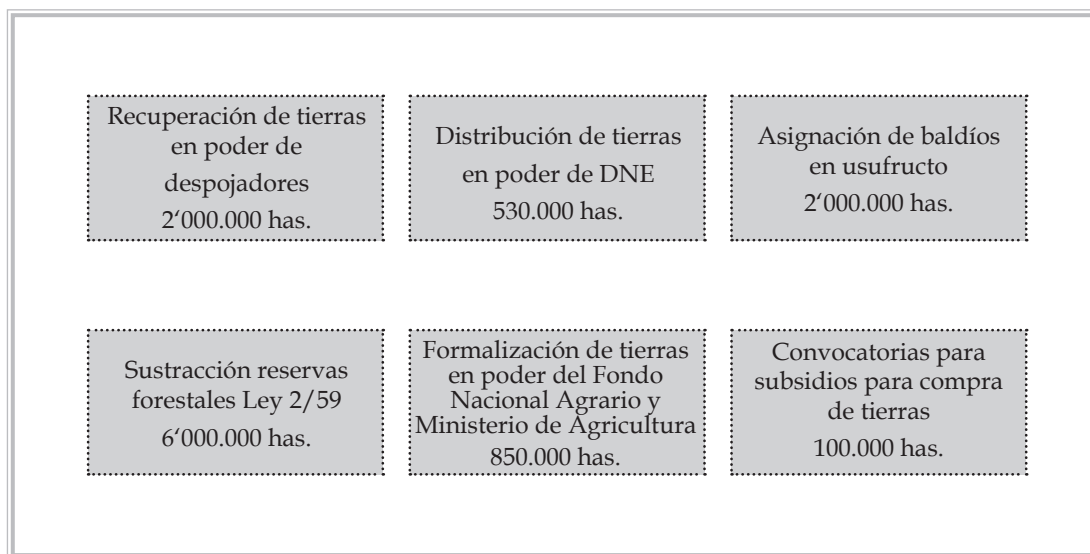 Recuperación de tierras
en poder de
despojadores
2‘000.000 has.
Distribución de tierras
en poder de DNE
530.000 has.
Asignación de baldíos
en usufructo
2‘000.000 has.
Sustracción reservas
forestales Ley 2/59
6‘000.000 has.
Formalización de tierras
en poder del Fondo
Nacional Agrario y
Ministerio de Agricultura
850.000 has.
Convocatorias para
subsidios para compra
de tierras
100.000 has.